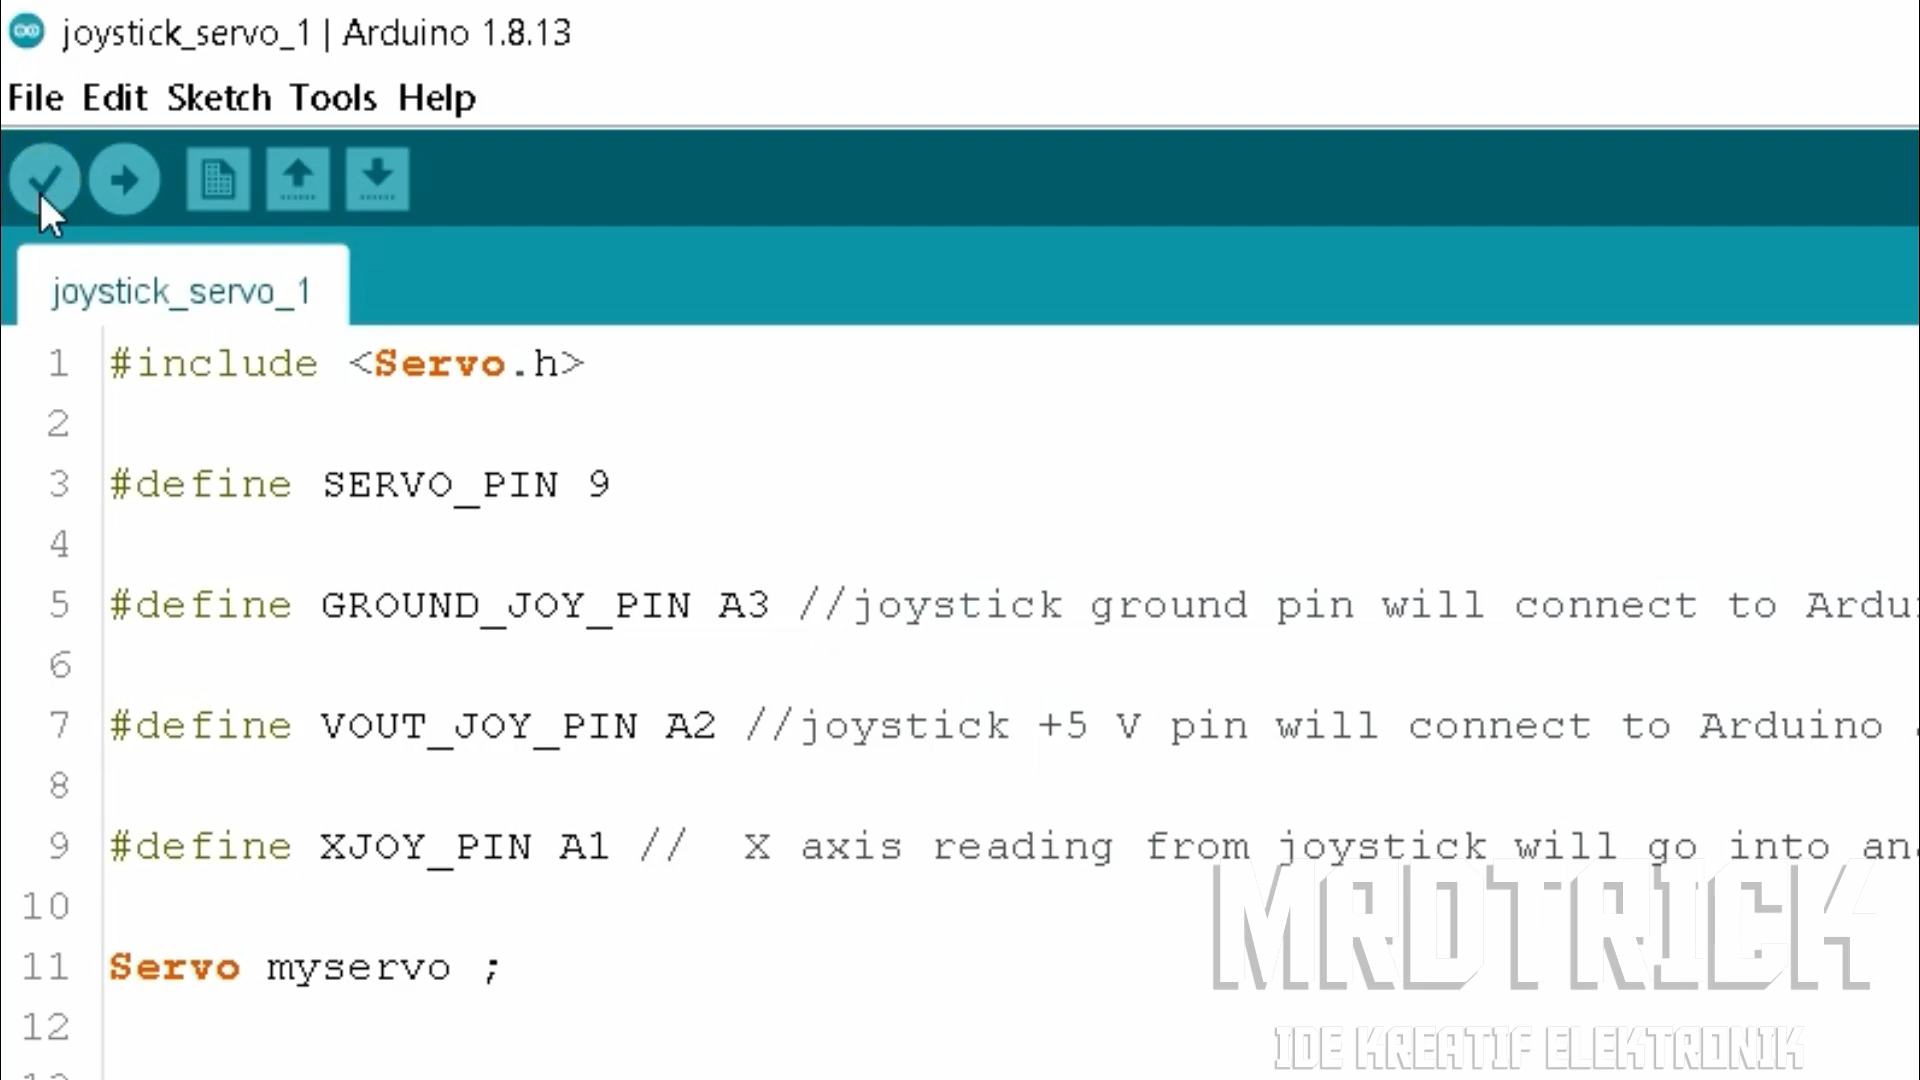 joystick_servo_1 | Arduino 1.8.13
File Edit Sketch Tools Help
joystick_servo_1
1 #include <Servo.h>
2
3 #define SERVO_PIN 9
4
5 #define GROUND_JOY_PIN A3 //joystick ground pin will connect to
6
7 #define VOUT_JOY_PIN A2 //joystick +5 V pin will connect to Arduino
8
9 #define XJOY_PIN A1 // X axis reading from joystick will go into
10
11 Servo myservo ;
12
MRDTRICK
IDE KREATIF ELEKTRONIK